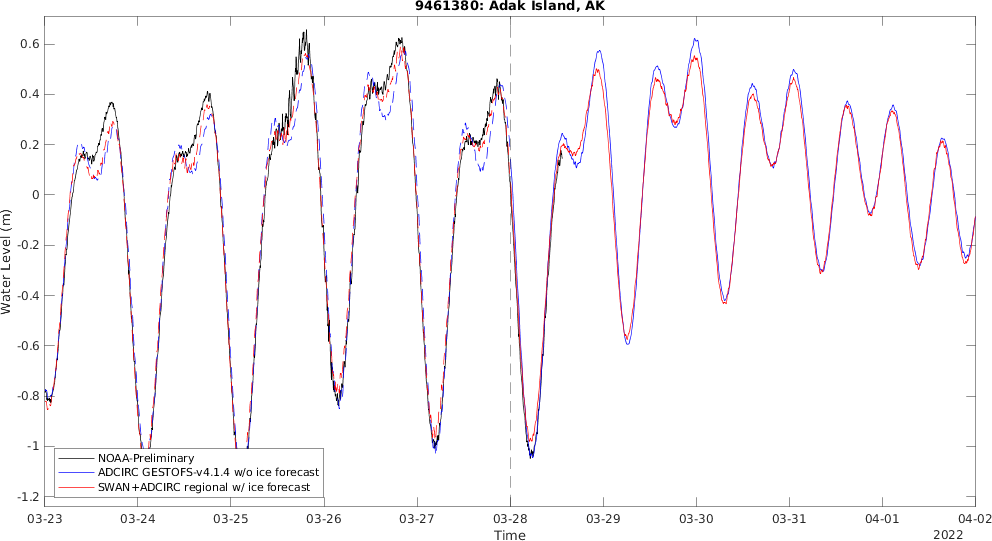 9461380: Adak Island, AK
0.6
0.4
0.2
0
-0.2
-0.4
-0.6
-0.8
-1
-1.2
Water Level (m)
NOAA-Preliminary
ADCIRC GESTOFS-v4.1.4 w/o ice forecast
SWAN+ADCIRC regional w/ ice forecast
03-23 03-24 03-25 03-26 03-27 03-28 03-29 03-30 03-31 04-01 04-02
Time
2022